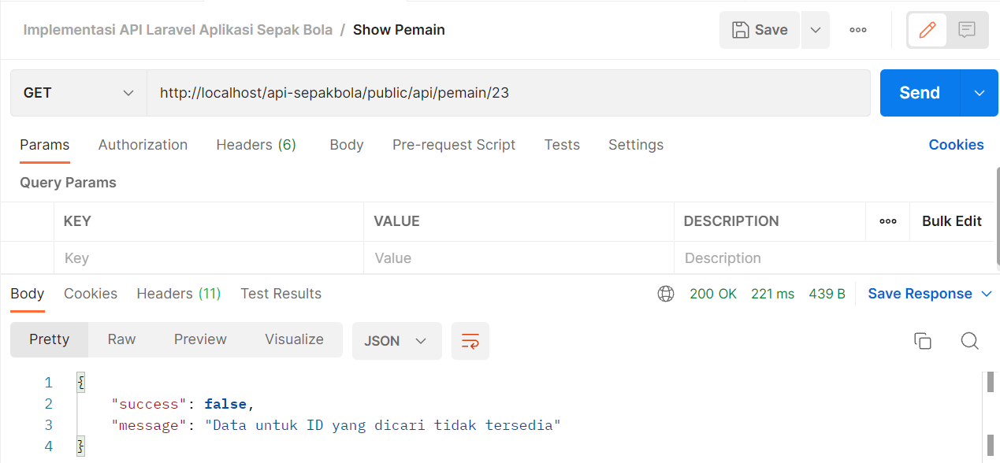 Implementasi API Laravel Aplikasi Sepak Bola / Show Pemain
Save
GET
http://localhost/api-sepakbola/public/api/pemain/23
Send
Params Authorization Headers (6) Body Pre-request Script Tests Settings Cookies
Query Params
KEY VALUE DESCRIPTION Bulk Edit
Key Value Description
Body Cookies Headers (11) Test Results 200 OK 221 ms 439 B Save Response
Pretty Raw Preview Visualize JSON
1 {
2 "success": false,
3 "message": "Data untuk ID yang dicari tidak tersedia"
4 }